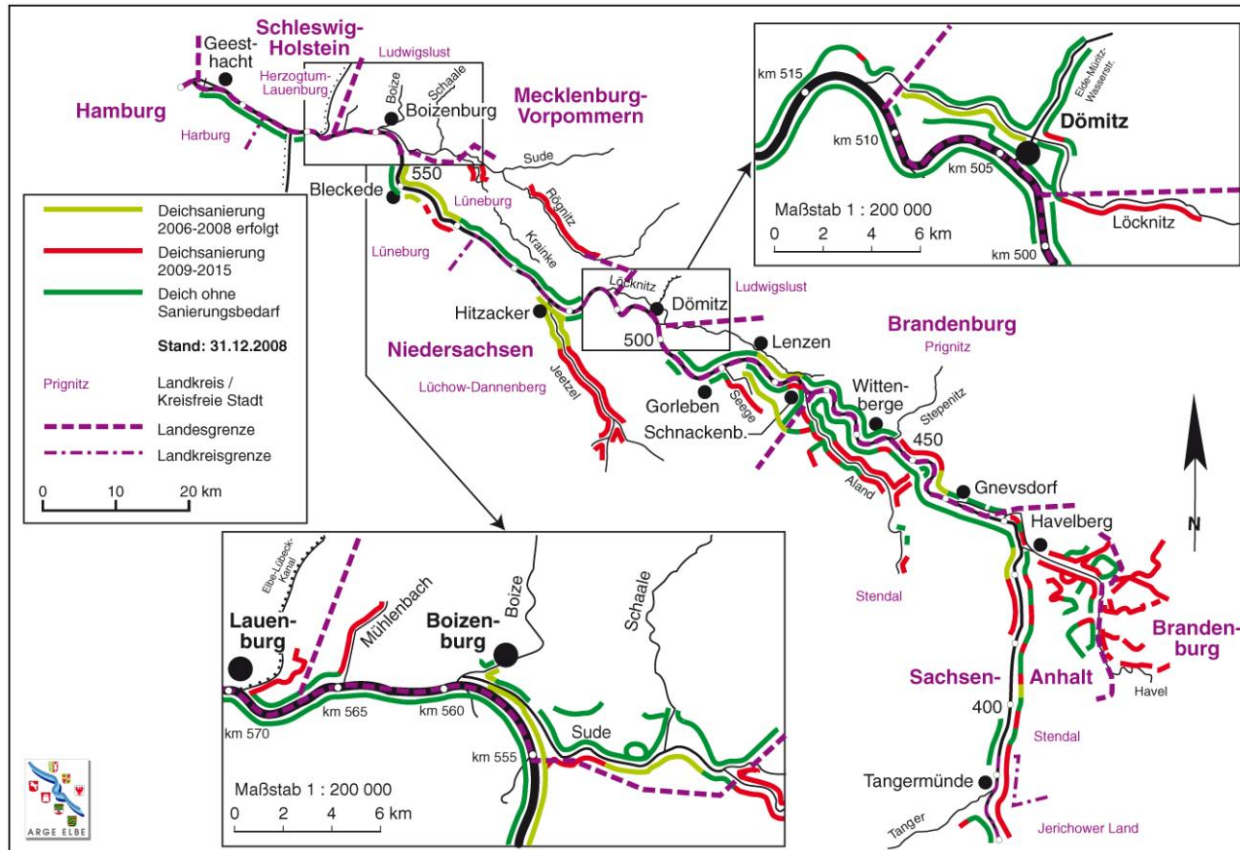 Schleswig-
Holstein
Geest-
hacht
Ludwigslust
Herzogtum-
Lauenburg
Boize
Schaale
Boizenburg
Mecklenburg-
Vorpommern
Hamburg
Harburg
Sude
Bleckede
550
Lüneburg
Rögnitz
Krainke
Lüneburg
Löcknitz
Dömitz
Ludwigslust
Hitzacker
500
Niedersachsen
Lüchow-Dannenberg
Jeetzel
Lenzen
Brandenburg
Prignitz
Gorleben
Seege
Schnackenb.
Witten-
berge
Stepenitz
450
Aland
Gnevsdorf
Havelberg
Stendal
N
Branden-
burg
Havel
Sachsen-
Anhalt
400
Stendal
Tangermünde
Tanger
Jerichower Land
Deichsanierung
2006-2008 erfolgt
Deichsanierung
2009-2015
Deich ohne
Sanierungsbedarf
Stand: 31.12.2008
Prignitz
Landkreis /
Kreisfreie Stadt
Landesgrenze
Landkreisgrenze
0 10 20 km
km 515
Elde-Müritz-
Wasserstr.
Dömitz
km 510
km 505
Maßstab 1 : 200 000
0 2 4 6 km
Löcknitz
km 500
Elbe-Lübeck-
Kanal
Lauen-
burg
Mühlenbach
Boizen-
burg
Boize
Schaale
km 570
km 565
km 560
km 555
Sude
Maßstab 1 : 200 000
0 2 4 6 km
ARGE ELBE